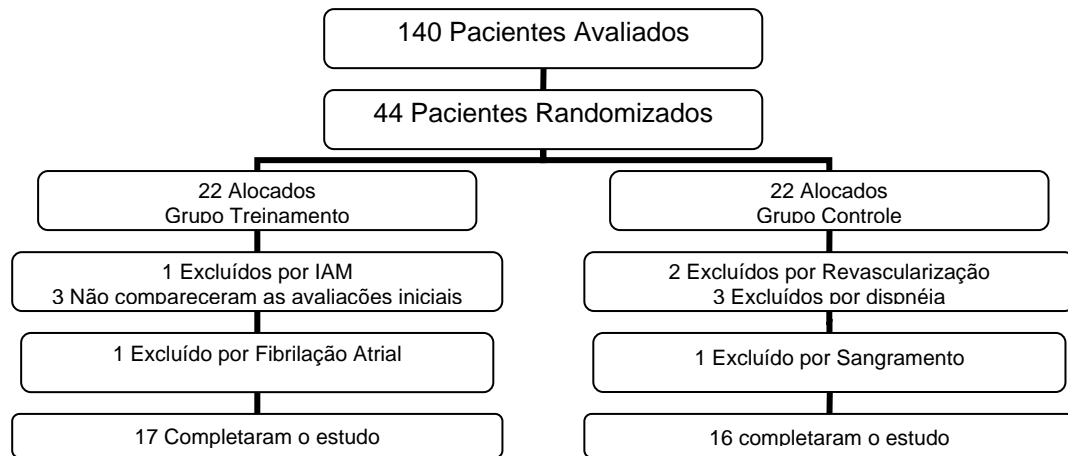 140 Pacientes Avaliados
44 Pacientes Randomizados
22 Alocados
Grupo Treinamento
22 Alocados
Grupo Controle
1 Excluídos por IAM
3 Não compareceram as avaliações iniciais
2 Excluídos por Revascularização
3 Excluídos por dispnéia
1 Excluído por Fibrilação Atrial
1 Excluído por Sangramento
17 Completaram o estudo
16 completaram o estudo